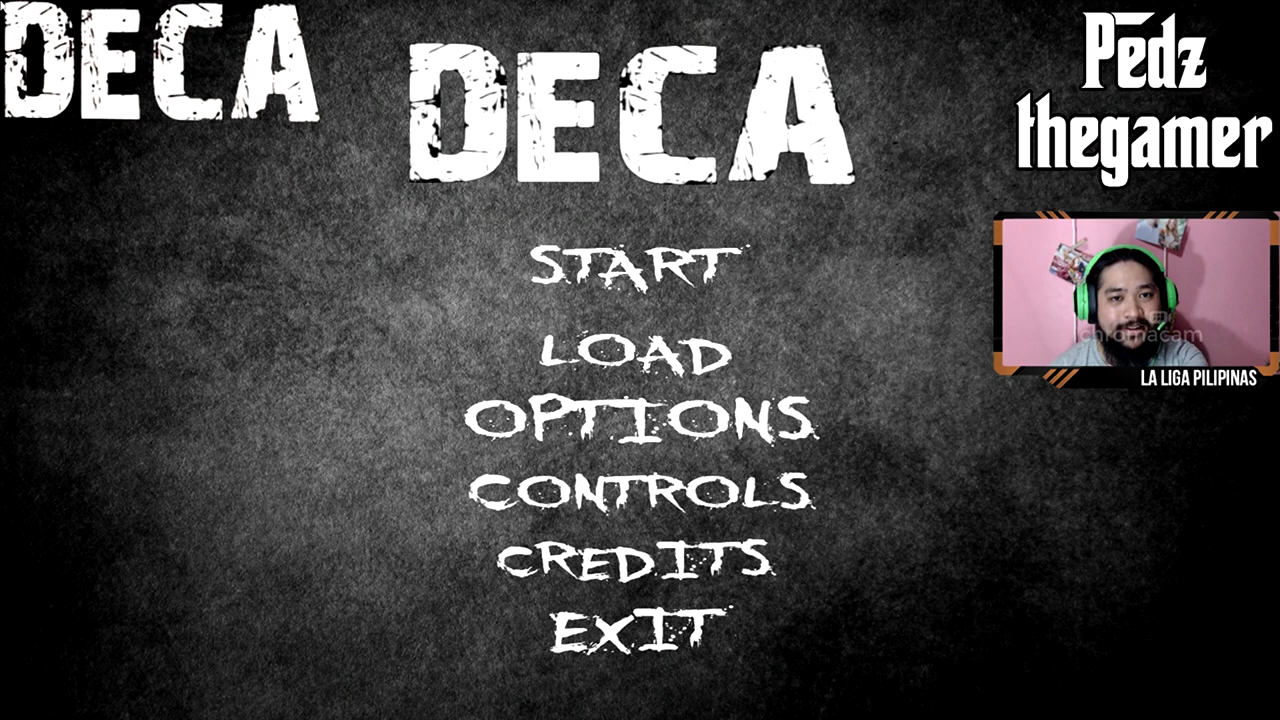 DECA
DECA
Pedz
thegamer
START
LOAD
OPTIONS
CONTROLS
CREDITS
EXIT
chromacam
LA LIGA PILIPINAS